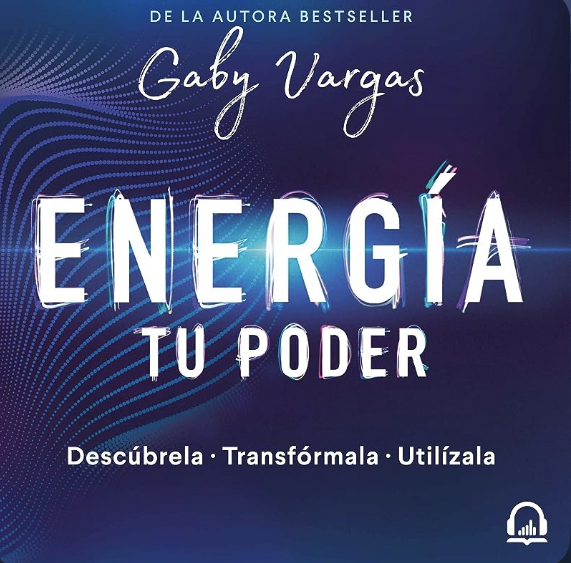 DE LA AUTORA BESTSELLER
Gaby Vargas
ENERGÍA
TU PODER
Descúbrela · Transfórmala · Utilízala